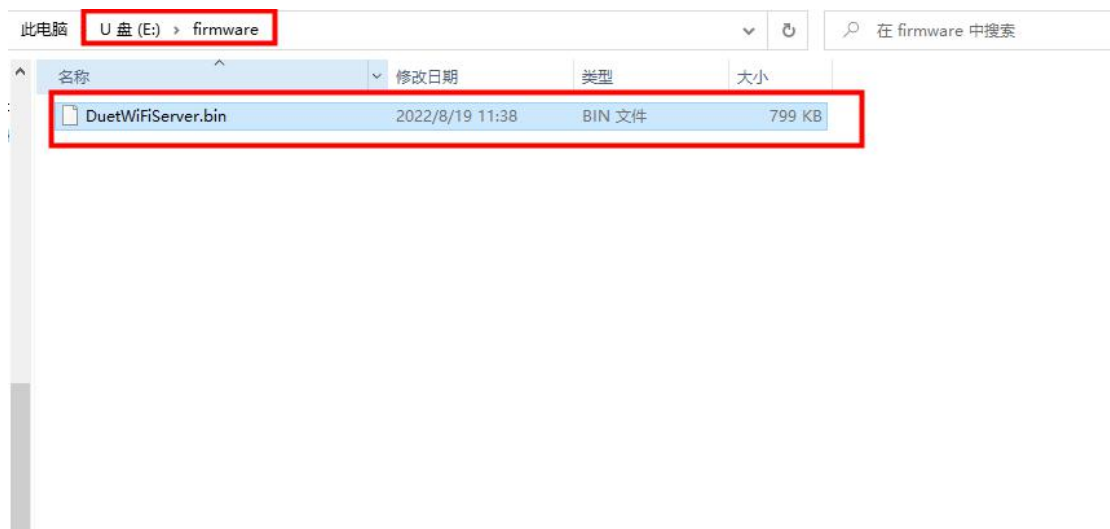 此电脑 U 盘 (E:) › firmware 在 firmware 中搜索
名称 修改日期 类型 大小
DuetWiFiServer.bin 2022/8/19 11:38 BIN 文件 799 KB